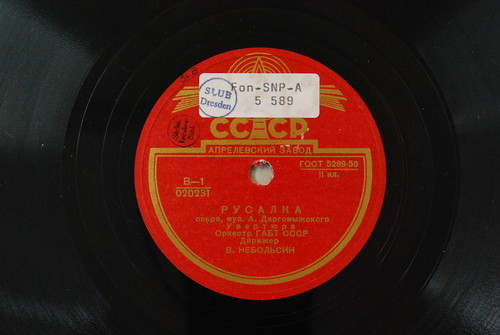 Fon-SNP-A
5 589
SLUB
Dresden
СССР
АПРЕЛЕВСКИЙ ЗАВОД
ГОСТ 5289-50
II кл.
В—1
020231
РУСАЛКА
опера, муз. А. Даргомыжского
Увертюра
Оркестр ГАБТ СССР
Дирижер
В. НЕБОЛЬСИН